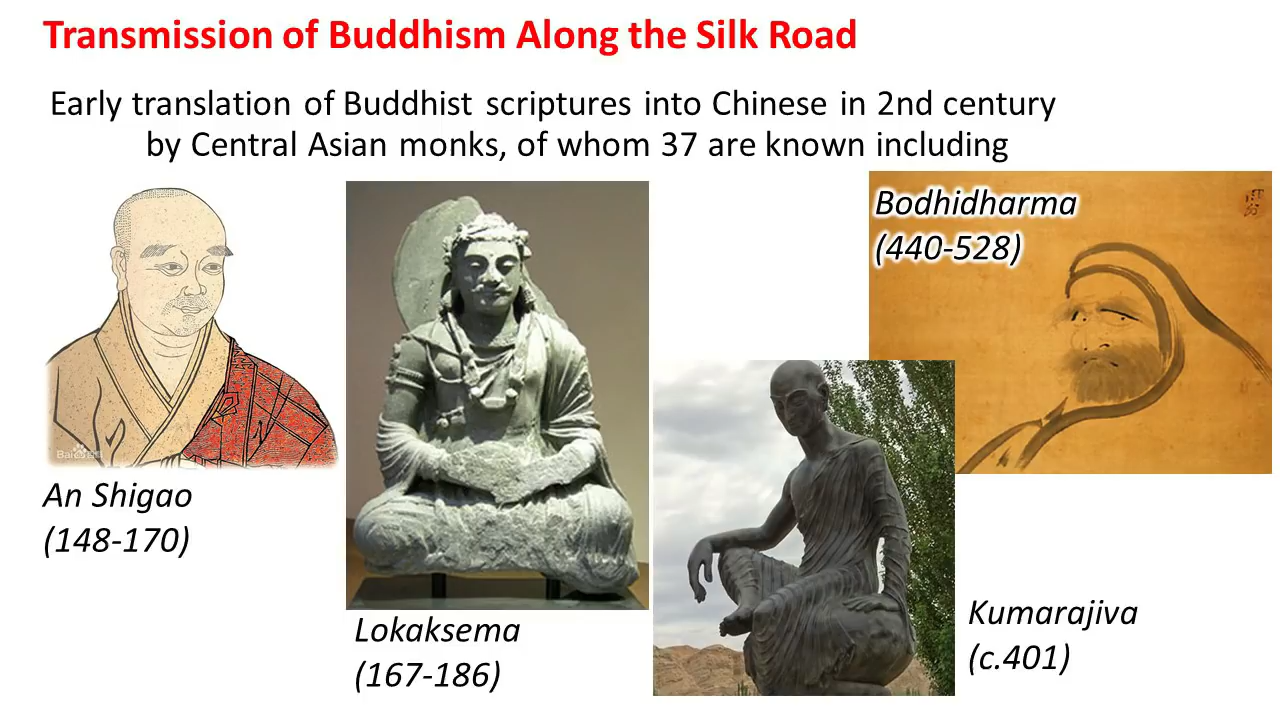 Transmission of Buddhism Along the Silk Road
Early translation of Buddhist scriptures into Chinese in 2nd century
by Central Asian monks, of whom 37 are known including
An Shigao
(148-170)
Lokaksema
(167-186)
Bodhidharma
(440-528)
Kumarajiva
(c.401)